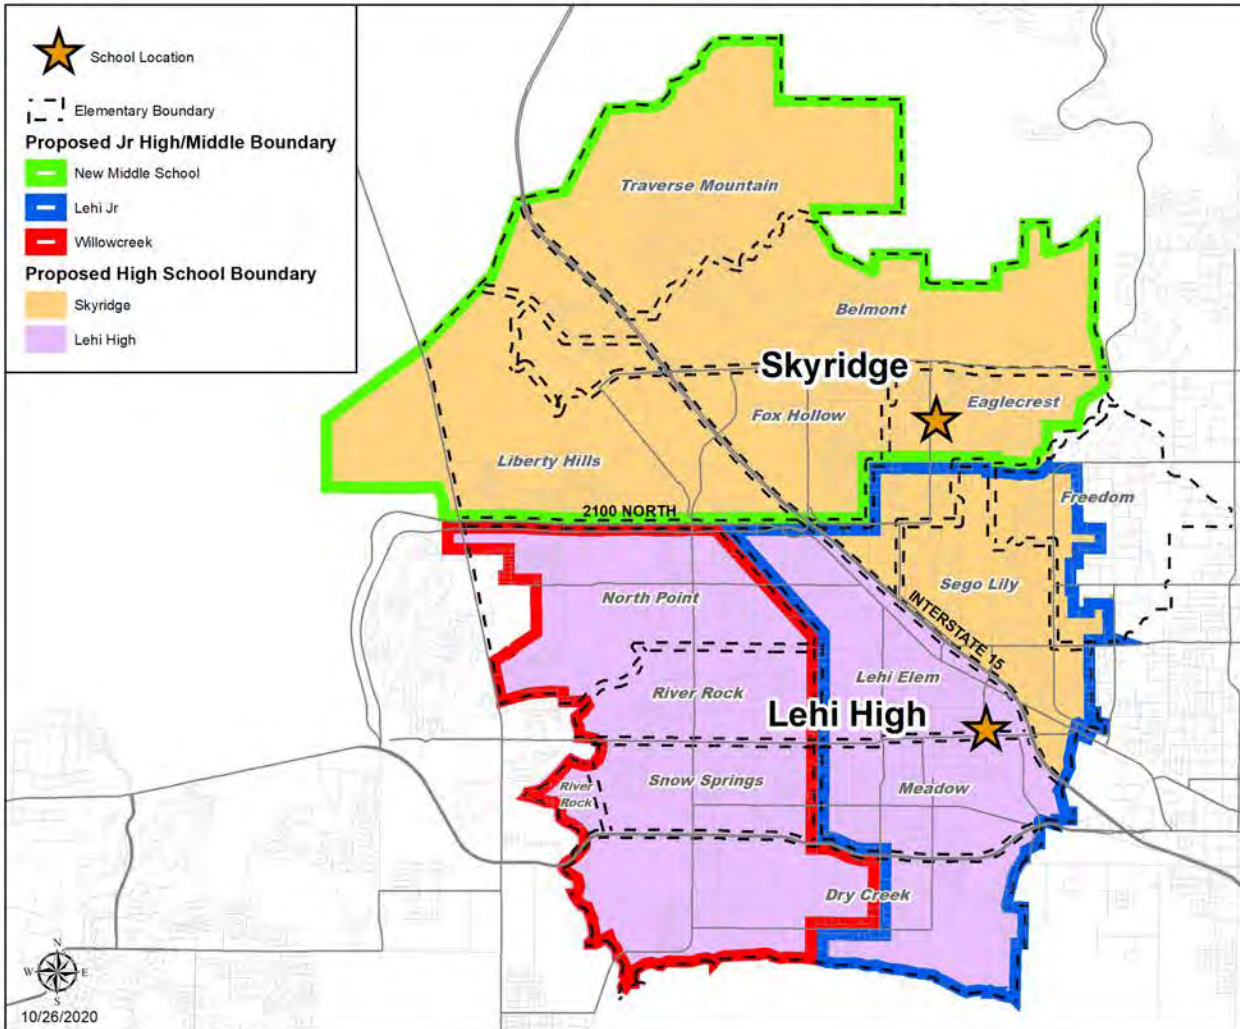 School Location
Elementary Boundary
Proposed Jr High/Middle Boundary
New Middle School
Lehi Jr
Willowcreek
Proposed High School Boundary
Skyridge
Lehi High
Traverse Mountain
Belmont
Skyridge
Eaglecrest
Fox Hollow
Liberty Hills
Freedom
2100 NORTH
Sego Lily
North Point
INTERSTATE 15
Lehi Elem
River Rock
Lehi High
Snow Springs
River
Rock
Meadow
Dry Creek
N
W E
S
10/26/2020